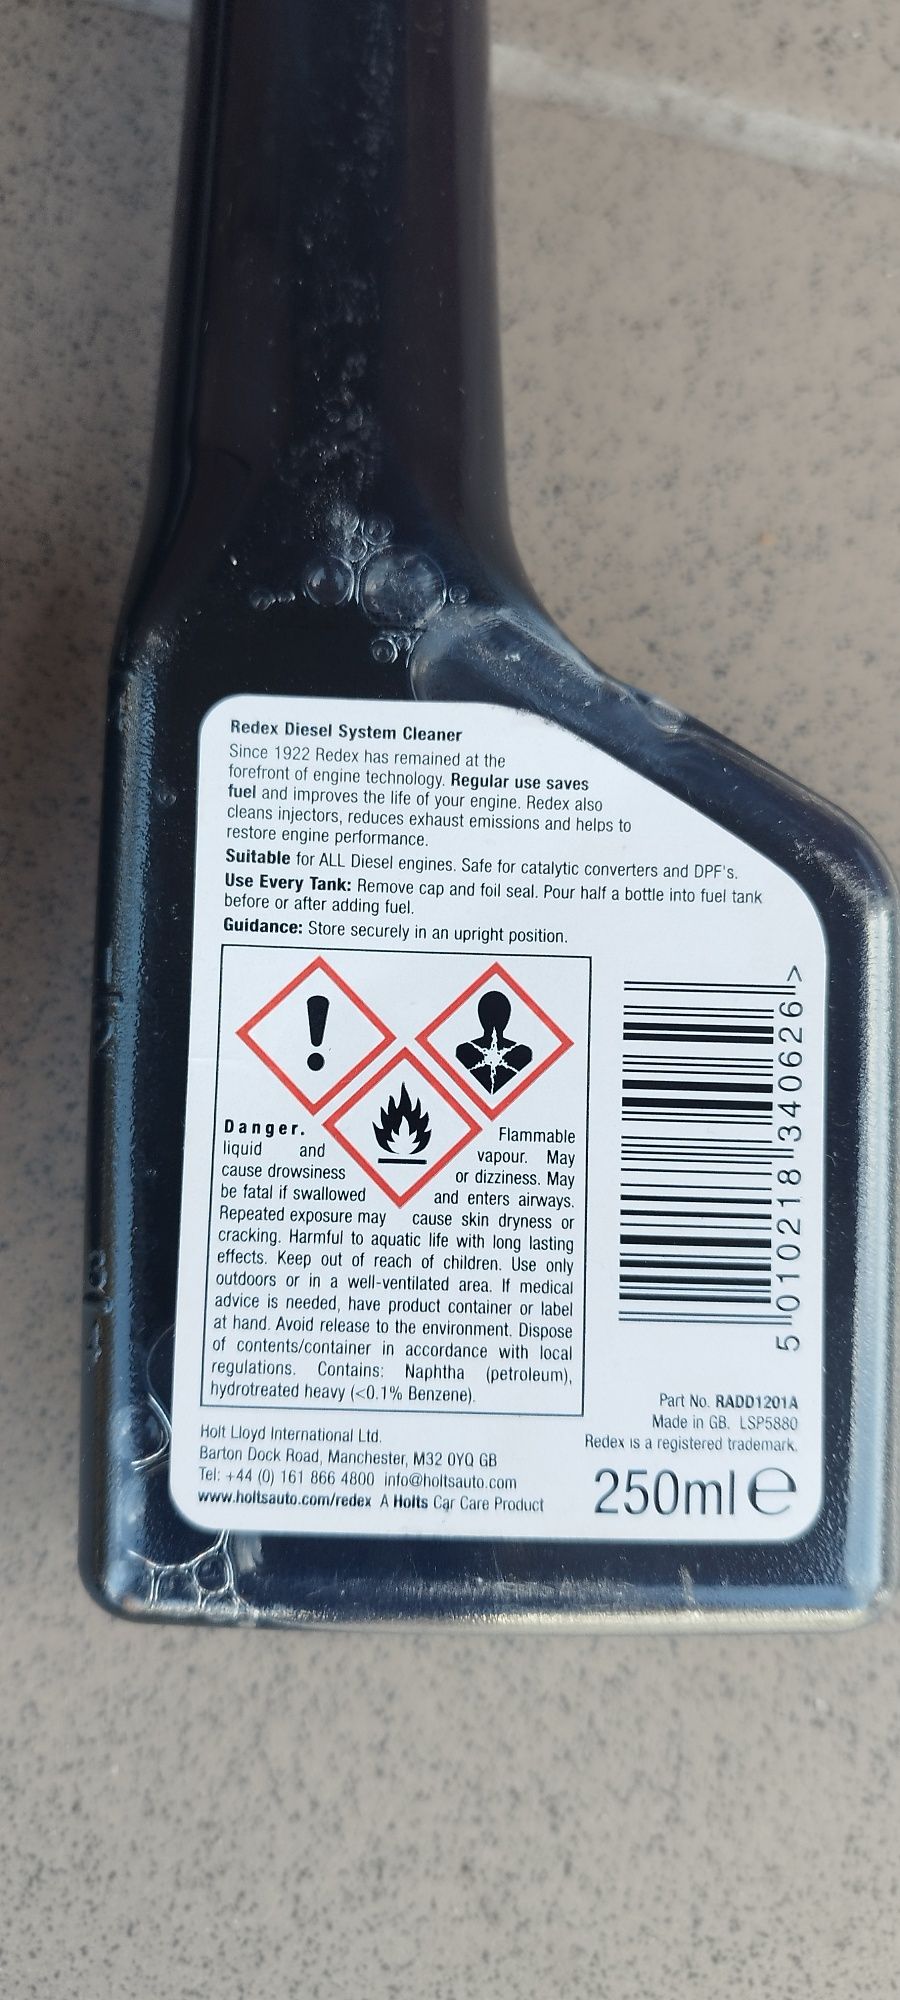 Redex Diesel System Cleaner
Since 1922 Redex has remained at the
forefront of engine technology. Regular use saves
fuel and improves the life of your engine. Redex also
cleans injectors, reduces exhaust emissions and helps to
restore engine performance.
Suitable for ALL Diesel engines. Safe for catalytic converters and DPF's.
Use Every Tank: Remove cap and foil seal. Pour half a bottle into fuel tank
before or after adding fuel.
Guidance: Store securely in an upright position.
Danger. Flammable
liquid and vapour. May
cause drowsiness or dizziness. May
be fatal if swallowed and enters airways.
Repeated exposure may cause skin dryness or
cracking. Harmful to aquatic life with long lasting
effects. Keep out of reach of children. Use only
outdoors or in a well-ventilated area. If medical
advice is needed, have product container or label
at hand. Avoid release to the environment. Dispose
of contents/container in accordance with local
regulations. Contains: Naphtha (petroleum),
hydrotreated heavy (<0.1% Benzene).
5 010218 340626 >
Holt Lloyd International Ltd.
Barton Dock Road, Manchester, M32 0YQ GB
Tel: +44 (0) 161 866 4800 info@holtsauto.com
www.holtsauto.com/redex A Holts Car Care Product
Part No. RADD1201A
Made in GB. LSP5880
Redex is a registered trademark.
250ml e